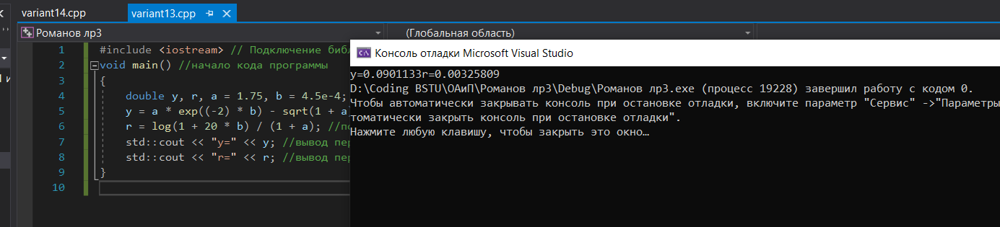 variant14.cpp variant13.cpp
Романов лр3 (Глобальная область)
1 #include <iostream> // Подключение
2 void main() //начало кода программы
3 {
4 double y, r, a = 1.75, b = 4.5e-4;
5 y = a * exp((-2) * b) - sqrt(1 + a
6 r = log(1 + 20 * b) / (1 + a);
7 std::cout << "y=" << y; //вывод
8 std::cout << "r=" << r; //вывод
9 }
10
Консоль отладки Microsoft Visual Studio
y=0.0901133r=0.00325809
D:\Coding BSTU\ОАиП\Романов лр3\Debug\Романов лр3.exe (процесс 19228) завершил работу с кодом 0.
Чтобы автоматически закрывать консоль при остановке отладки, включите параметр "Сервис" ->"Параметры
томатически закрыть консоль при остановке отладки".
Нажмите любую клавишу, чтобы закрыть это окно…